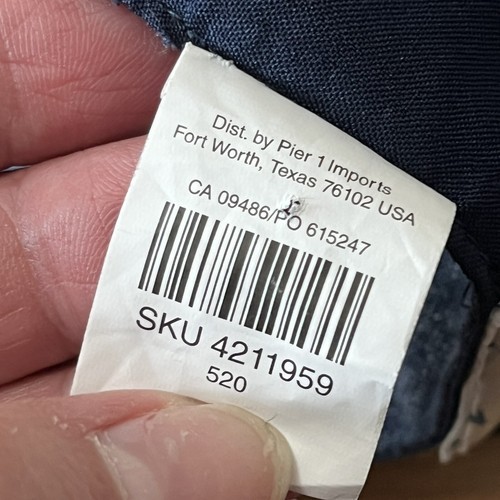 Dist. by Pier 1 Imports
Fort Worth, Texas 76102 USA
CA 09486/PO 615247
SKU 4211959
520